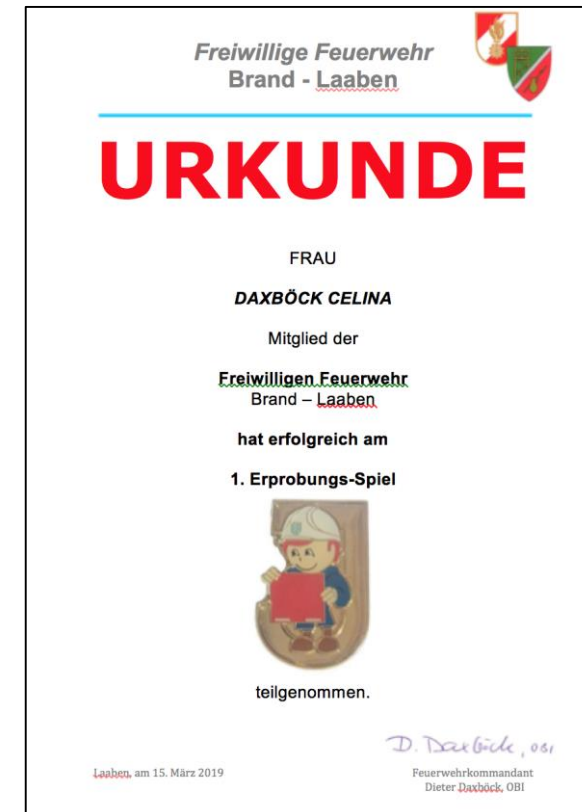 Freiwillige Feuerwehr
Brand - Laaben
URKUNDE
FRAU
DAXBÖCK CELINA
Mitglied der
Freiwilligen Feuerwehr
Brand – Laaben
hat erfolgreich am
1. Erprobungs-Spiel
teilgenommen.
D. Daxböck, OBI
Laaben, am 15. März 2019
Feuerwehrkommandant
Dieter Daxböck, OBI